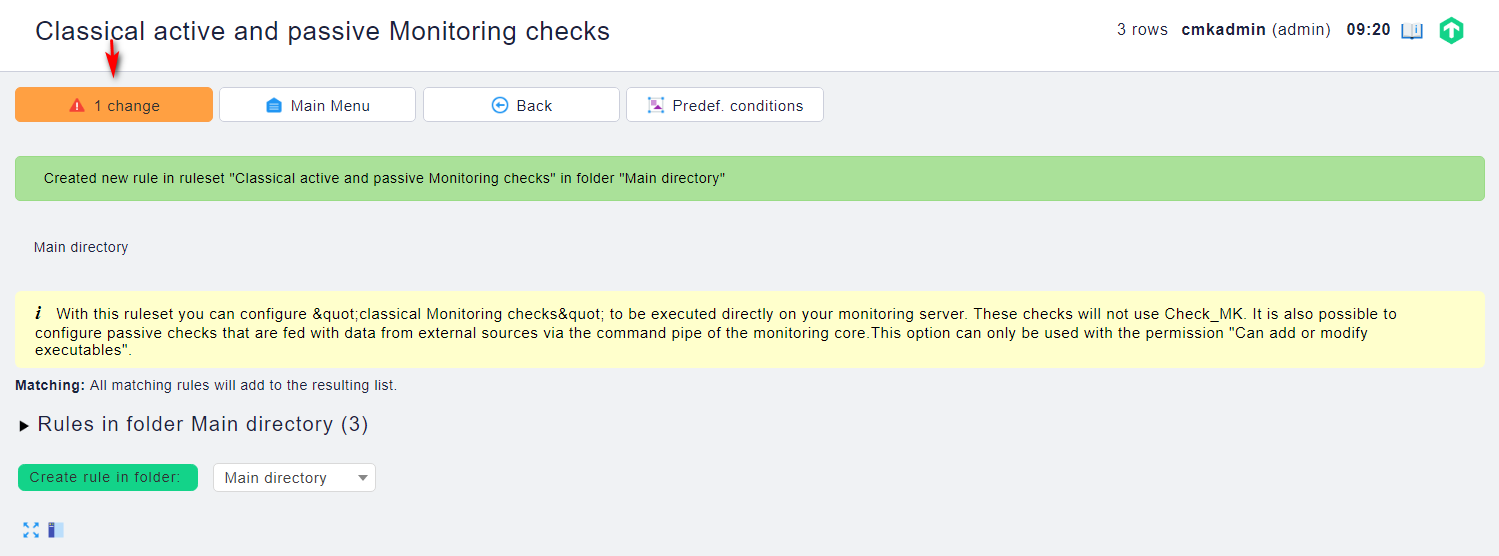 Classical active and passive Monitoring checks
3 rows cmkadmin (admin) 09:20
1 change
Main Menu
Back
Predef. conditions
Created new rule in ruleset "Classical active and passive Monitoring checks" in folder "Main directory"
Main directory
i With this ruleset you can configure &quot;classical Monitoring checks&quot; to be executed directly on your monitoring server. These checks will not use Check_MK. It is also possible to
configure passive checks that are fed with data from external sources via the command pipe of the monitoring core.This option can only be used with the permission "Can add or modify
executables".
Matching: All matching rules will add to the resulting list.
Rules in folder Main directory (3)
Create rule in folder:
Main directory